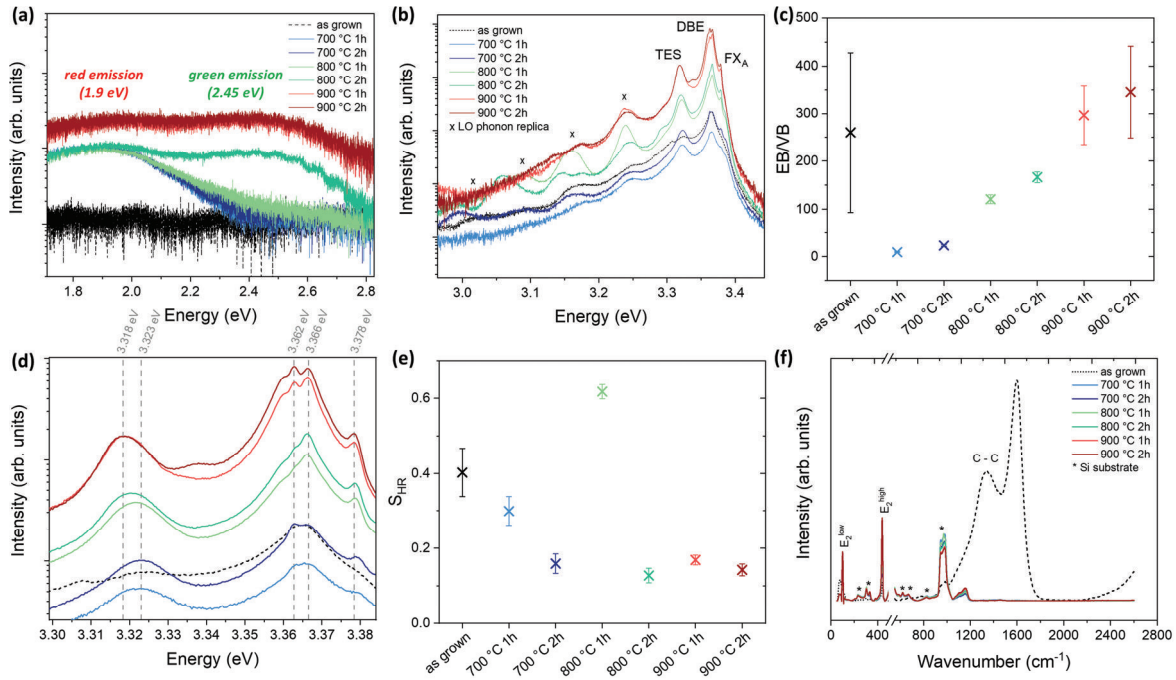 (a)
as grown
700 °C 1h
700 °C 2h
800 °C 1h
800 °C 2h
900 °C 1h
900 °C 2h
red emission
(1.9 eV)
green emission
(2.45 eV)
Intensity (arb. units)
1.8 2.0 2.2 2.4 2.6 2.8
Energy (eV)
(b)
as grown
700 °C 1h
700 °C 2h
800 °C 1h
800 °C 2h
900 °C 1h
900 °C 2h
x LO phonon replica
x x x x
TES
DBE
FXA
Intensity (arb. units)
3.0 3.1 3.2 3.3 3.4
Energy (eV)
(c)
EB/VB
500
400
300
200
100
0
as grown
700 °C 1h
700 °C 2h
800 °C 1h
800 °C 2h
900 °C 1h
900 °C 2h
(d)
3.318 eV
3.323 eV
3.362 eV
3.366 eV
3.378 eV
Intensity (arb. units)
3.30 3.31 3.32 3.33 3.34 3.35 3.36 3.37 3.38
Energy (eV)
(e)
SHR
0.6
0.4
0.2
0.0
as grown
700 °C 1h
700 °C 2h
800 °C 1h
800 °C 2h
900 °C 1h
900 °C 2h
(f)
as grown
700 °C 1h
700 °C 2h
800 °C 1h
800 °C 2h
900 °C 1h
900 °C 2h
* Si substrate
C - C
E2low
E2high
* * * * * *
Intensity (arb. units)
0 400 800 1200 1600 2000 2400 2800
Wavenumber (cm-1)